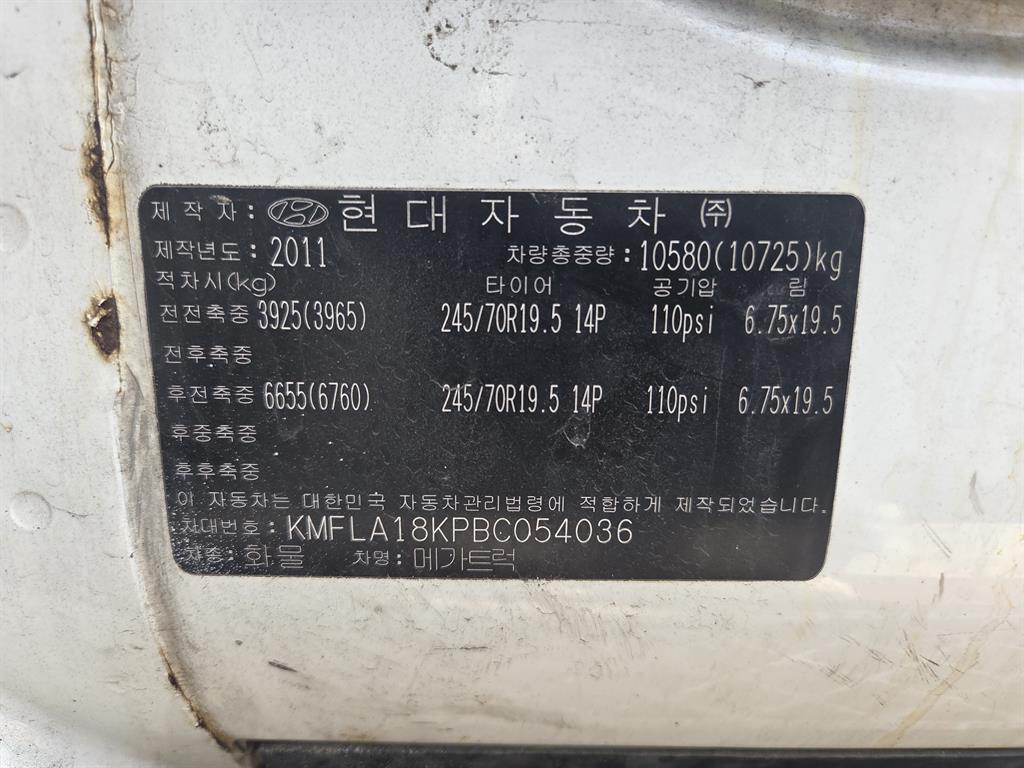 제 작 자 : 현 대 자 동 차 ㈜
제작년도 : 2011 차량총중량 : 10580(10725)kg
적차시(kg) 타이어 공기압 림
전전축중 3925(3965) 245/70R19.5 14P 110psi 6.75x19.5
전후축중
후전축중 6655(6760) 245/70R19.5 14P 110psi 6.75x19.5
후중축중
후후축중
이 자동차는 대한민국 자동차관리법령에 적합하게 제작되었습니다.
차대번호 : KMFLA18KPBC054036
차종 : 화 물 차명 : 메가트럭